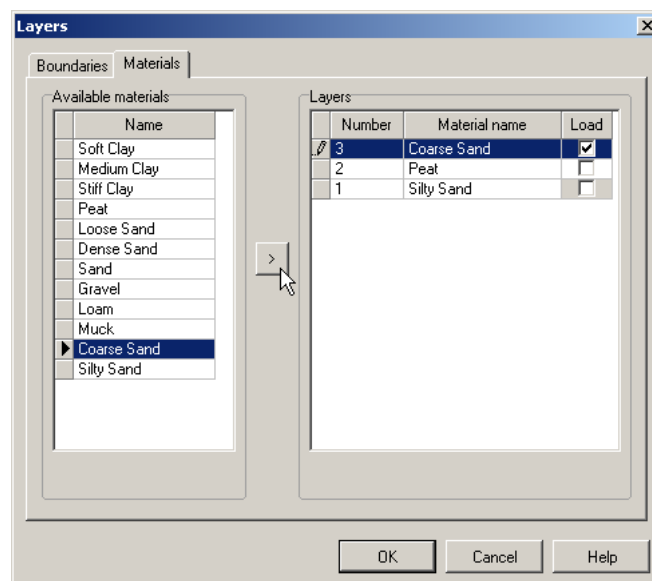 Layers
Boundaries Materials
Available materials
Name
Soft Clay
Medium Clay
Stiff Clay
Peat
Loose Sand
Dense Sand
Sand
Gravel
Loam
Muck
Coarse Sand
Silty Sand
>
Layers
Number Material name Load
3 Coarse Sand
2 Peat
1 Silty Sand
OK Cancel Help